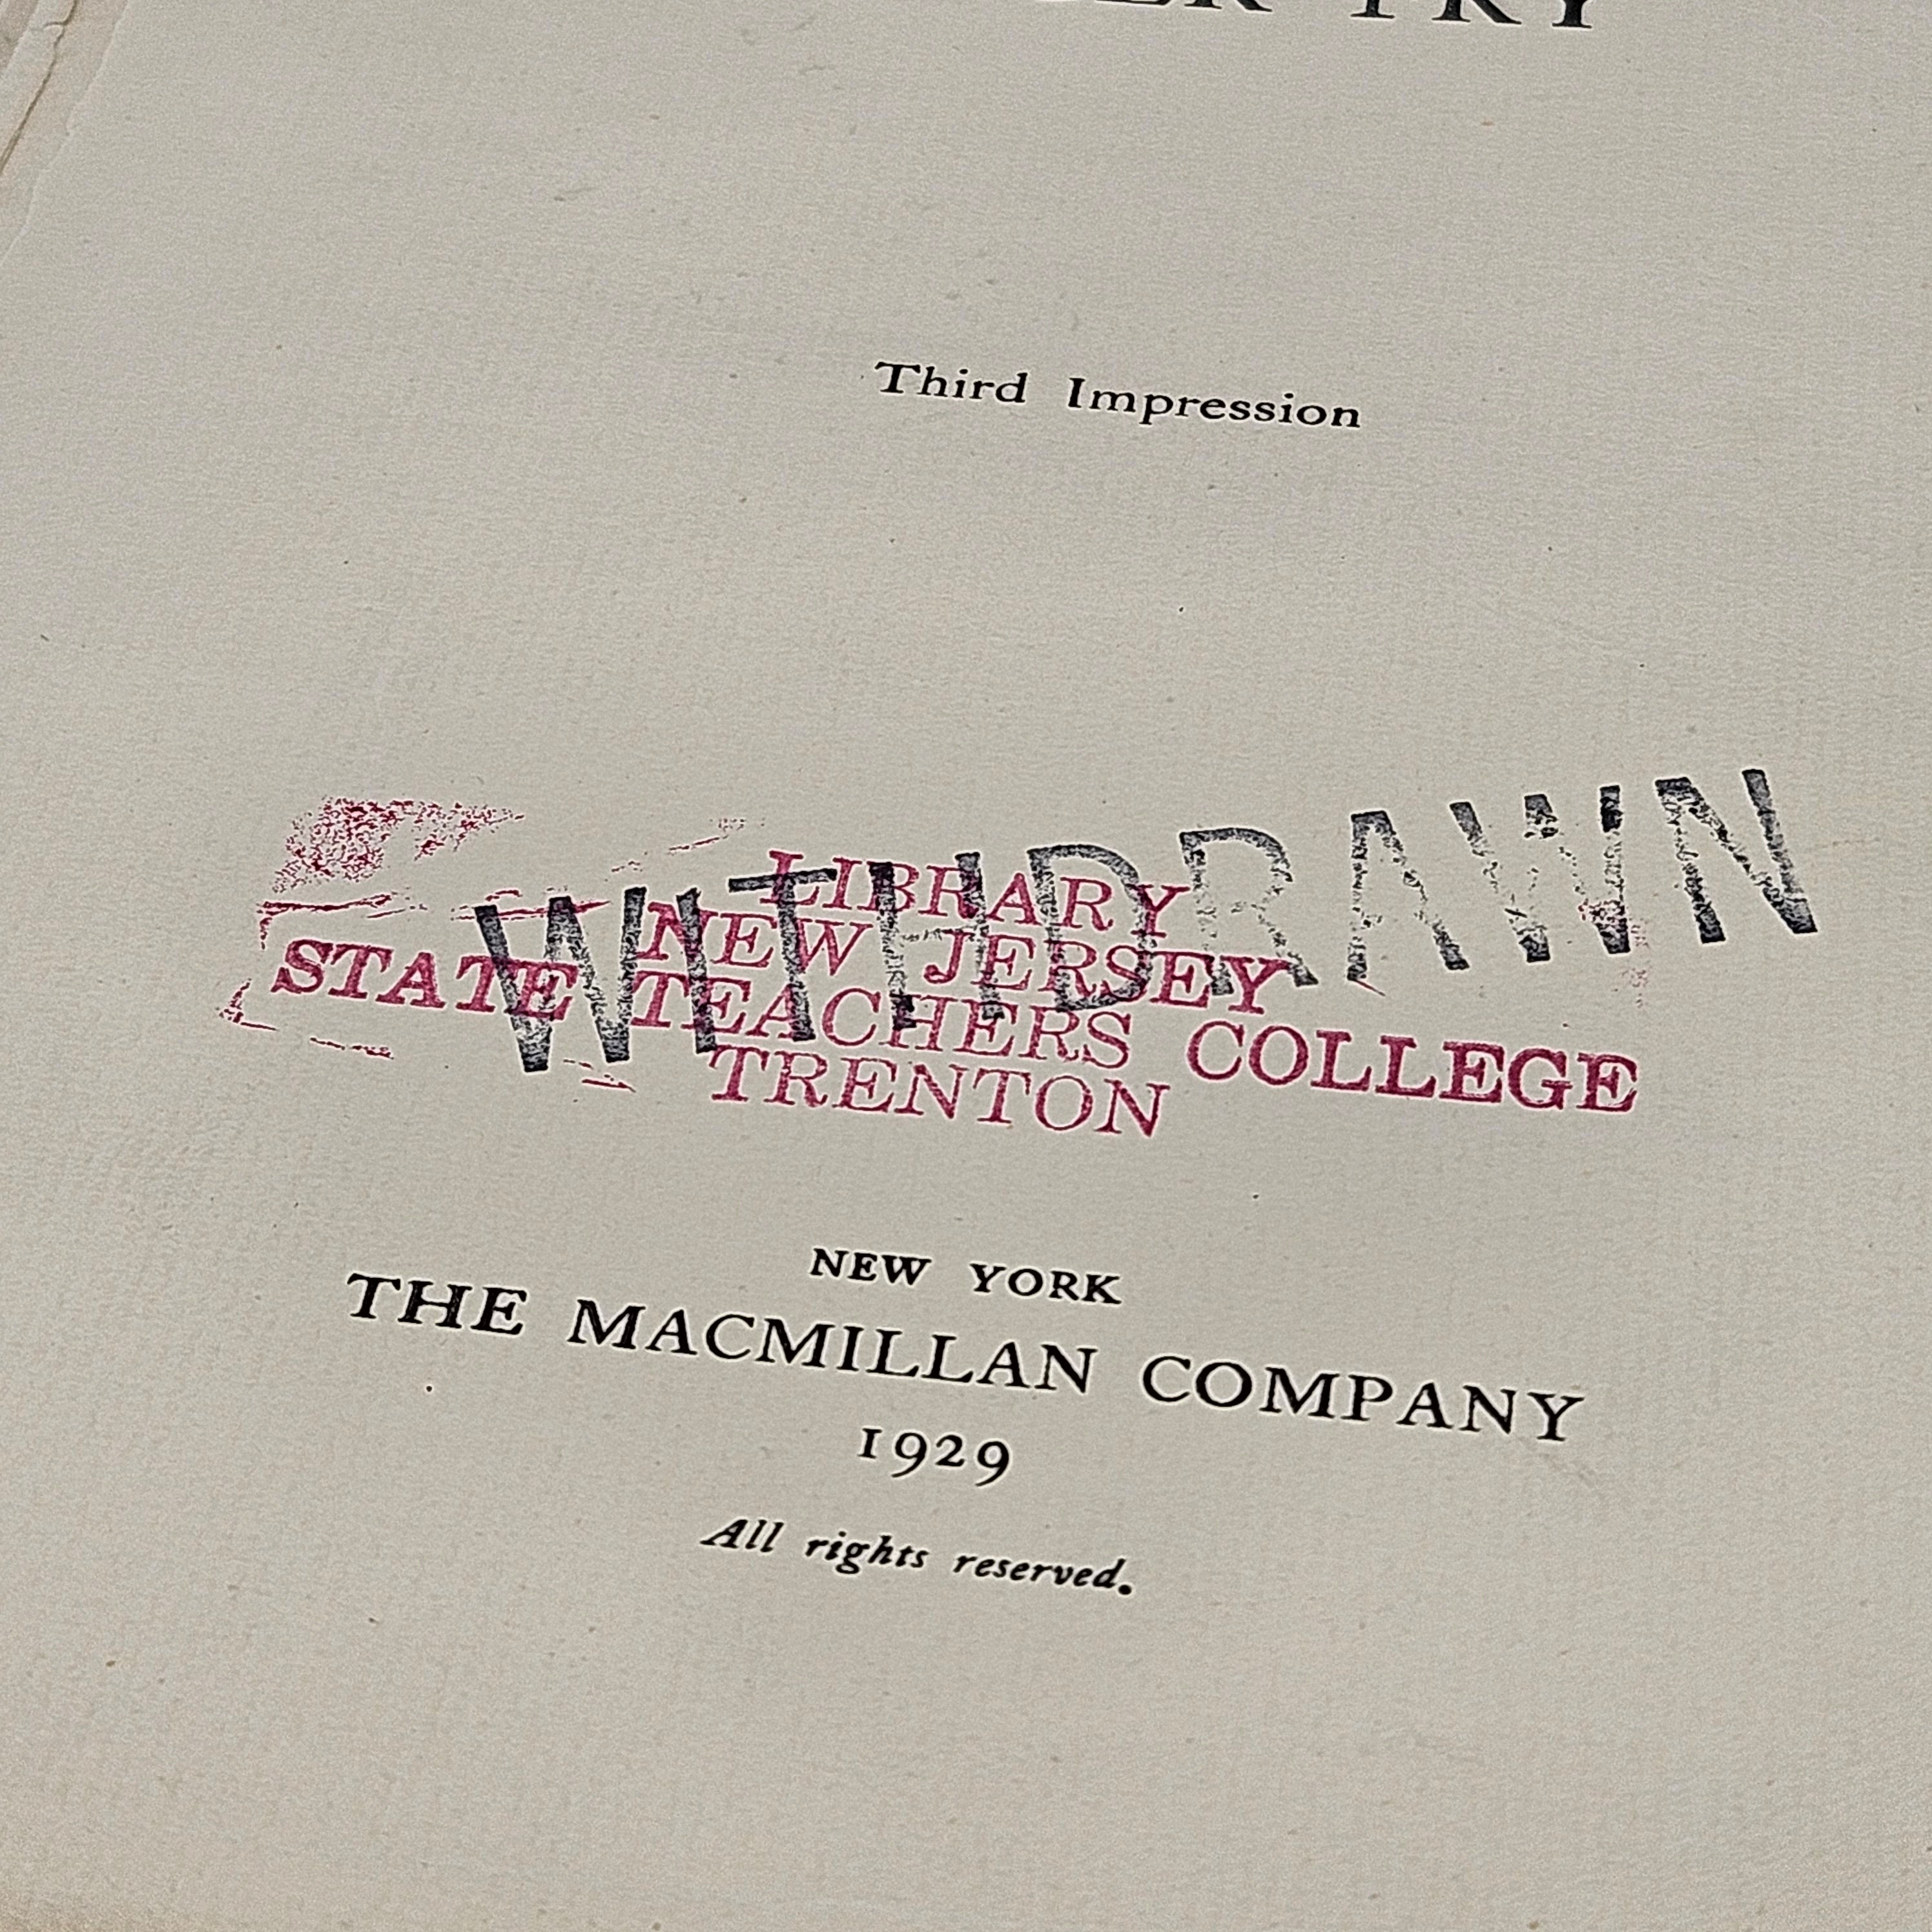 Third Impression
WITHDRAWN
LIBRARY
NEW JERSEY
STATE TEACHERS COLLEGE
TRENTON
NEW YORK
THE MACMILLAN COMPANY
1929
All rights reserved.